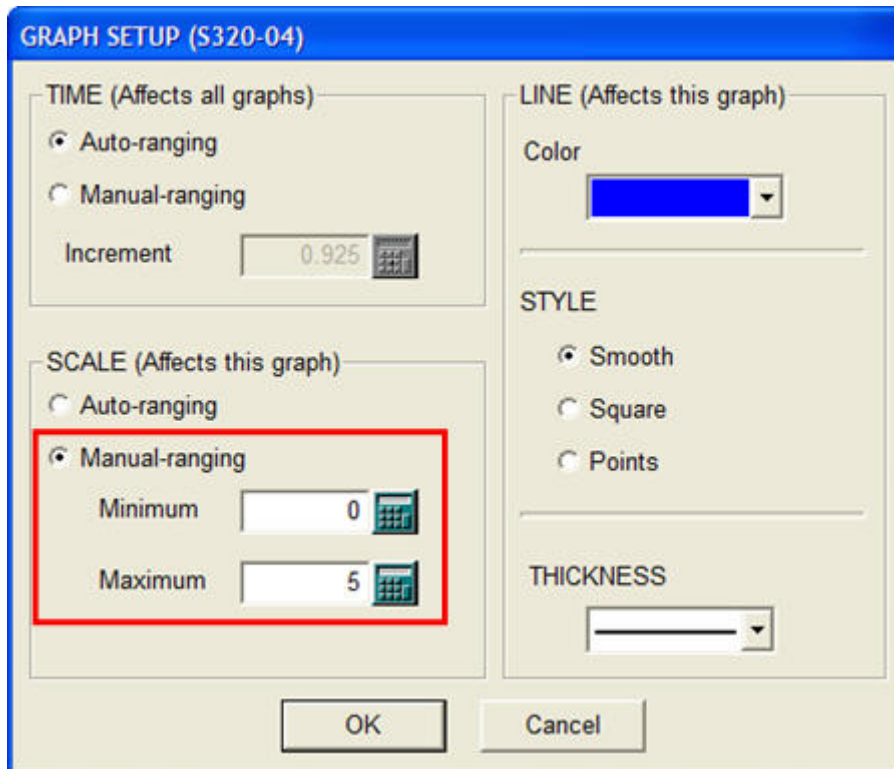 GRAPH SETUP (S320-04)
TIME (Affects all graphs)
Auto-ranging
Manual-ranging
Increment 0.925
SCALE (Affects this graph)
Auto-ranging
Manual-ranging
Minimum 0
Maximum 5
LINE (Affects this graph)
Color
STYLE
Smooth
Square
Points
THICKNESS
OK
Cancel